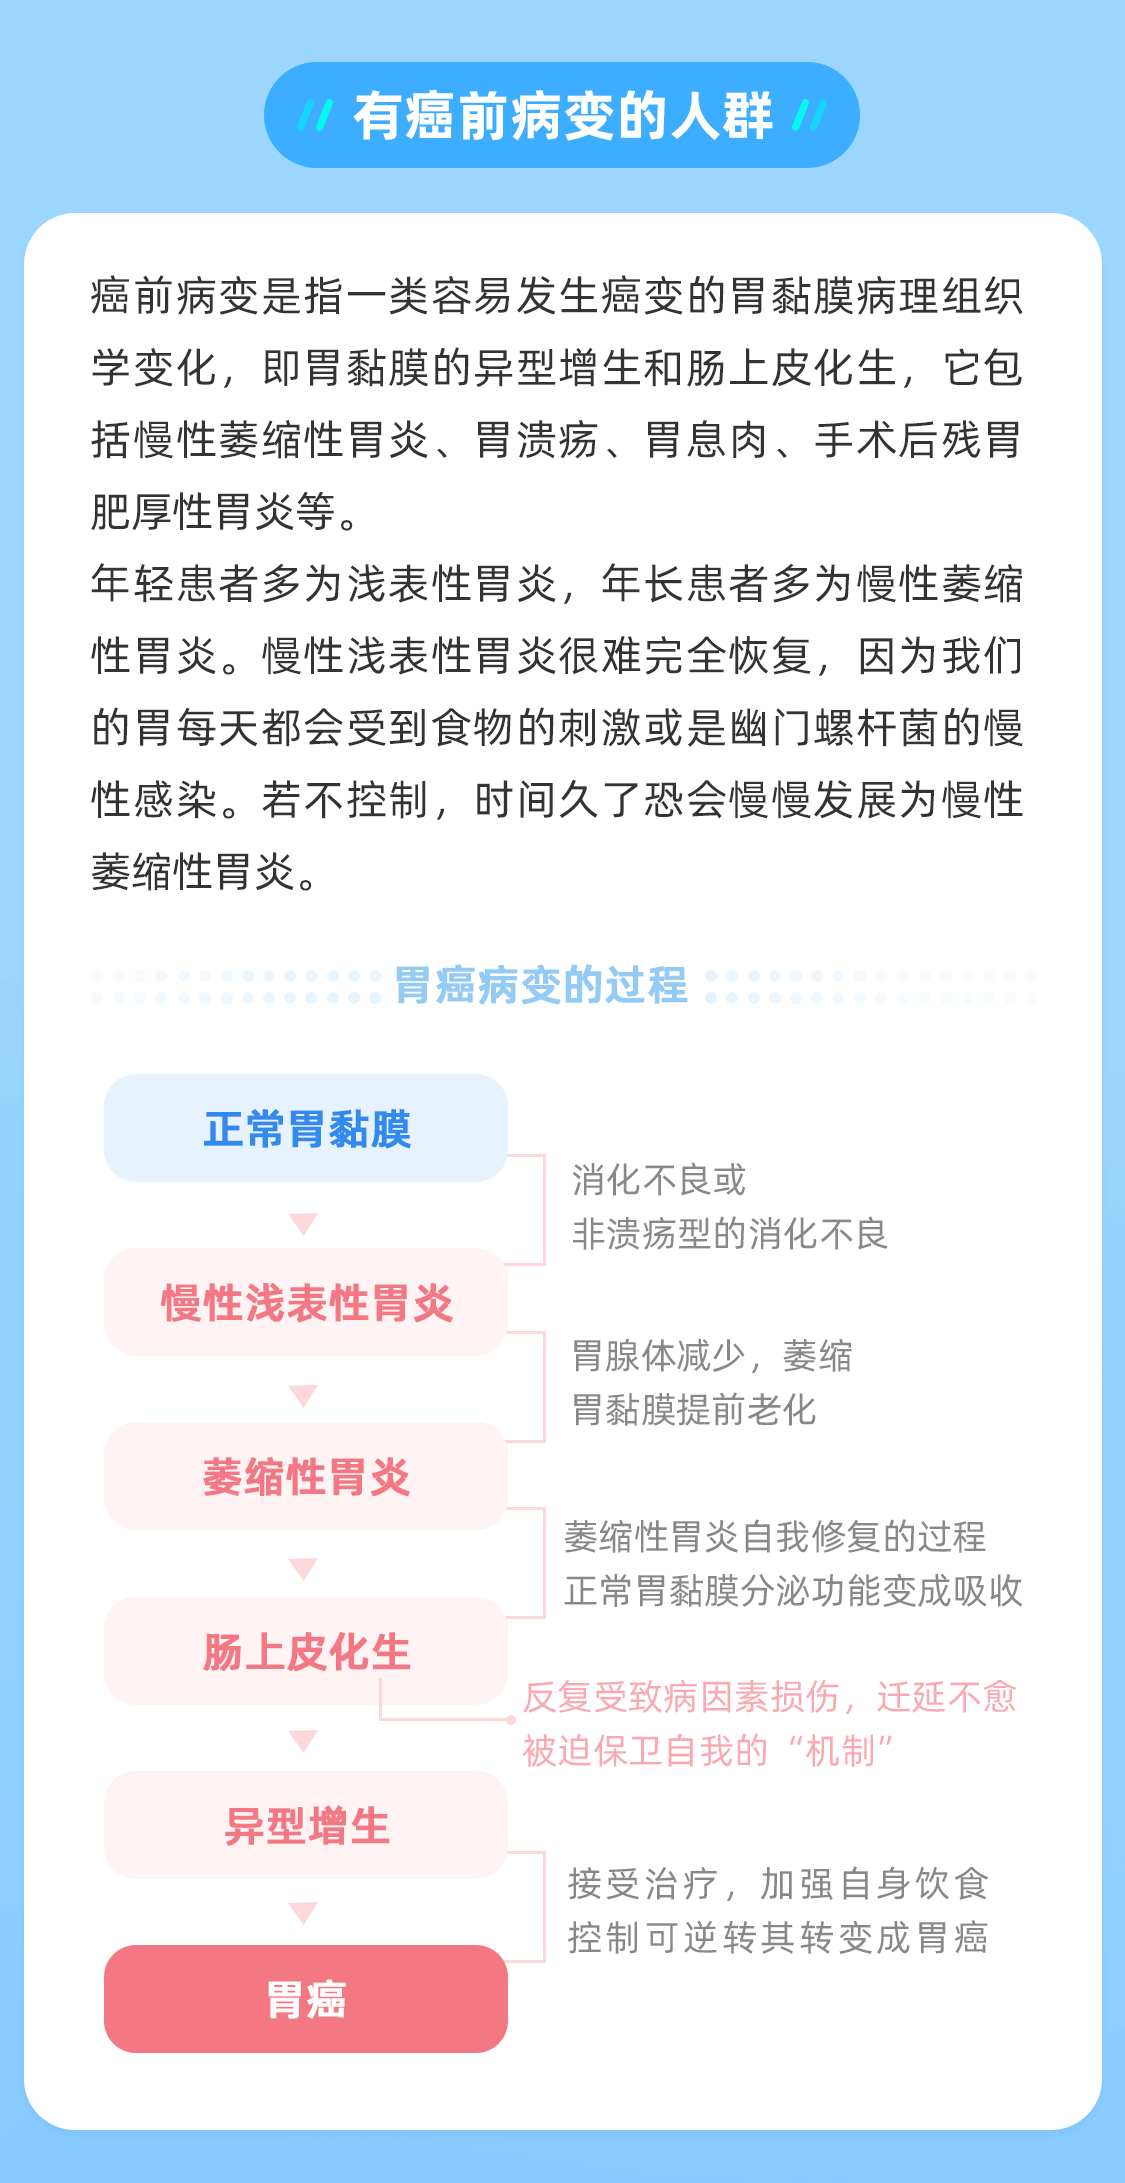 有癌前病变的人群
癌前病变是指一类容易发生癌变的胃黏膜病理组织
学变化，即胃黏膜的异型增生和肠上皮化生，它包
括慢性萎缩性胃炎、胃溃疡、胃息肉、手术后残胃
肥厚性胃炎等。
年轻患者多为浅表性胃炎，年长患者多为慢性萎缩
性胃炎。慢性浅表性胃炎很难完全恢复，因为我们
的胃每天都会受到食物的刺激或是幽门螺杆菌的慢
性感染。若不控制，时间久了恐会慢慢发展为慢性
萎缩性胃炎。
胃癌病变的过程
正常胃黏膜
消化不良或
非溃疡型的消化不良
慢性浅表性胃炎
胃腺体减少，萎缩
胃黏膜提前老化
萎缩性胃炎
萎缩性胃炎自我修复的过程
正常胃黏膜分泌功能变成吸收
肠上皮化生
反复受致病因素损伤，迁延不愈
被迫保卫自我的“机制”
异型增生
接受治疗，加强自身饮食
控制可逆转其转变成胃癌
胃癌